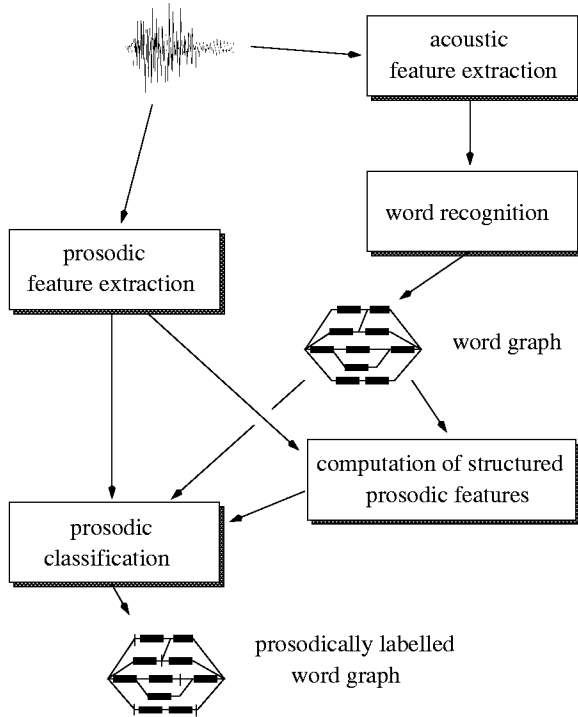 acoustic
feature extraction
word recognition
prosodic
feature extraction
word graph
computation of structured
prosodic features
prosodic
classification
prosodically labelled
word graph